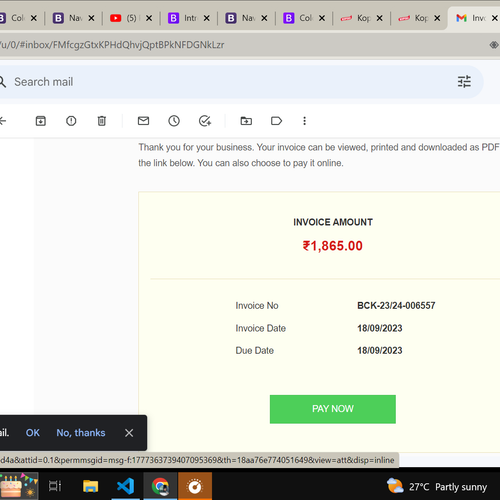 Colo
Nav
(5)
Intr
Nav
Colo
Kop
Kop
Invo
/u/0/#inbox/FMfcgzGtxKPHdQhvjQptBPkNFDGNkLzr
Search mail
Thank you for your business. Your invoice can be viewed, printed and downloaded as PDF
the link below. You can also choose to pay it online.
INVOICE AMOUNT
₹1,865.00
Invoice No BCK-23/24-006557
Invoice Date 18/09/2023
Due Date 18/09/2023
PAY NOW
ail. OK No, thanks
d4a&attid=0.1&permmsgid=msg-f:1777363739407095369&th=18aa76e774051649&view=att&disp=inline
27°C Partly sunny